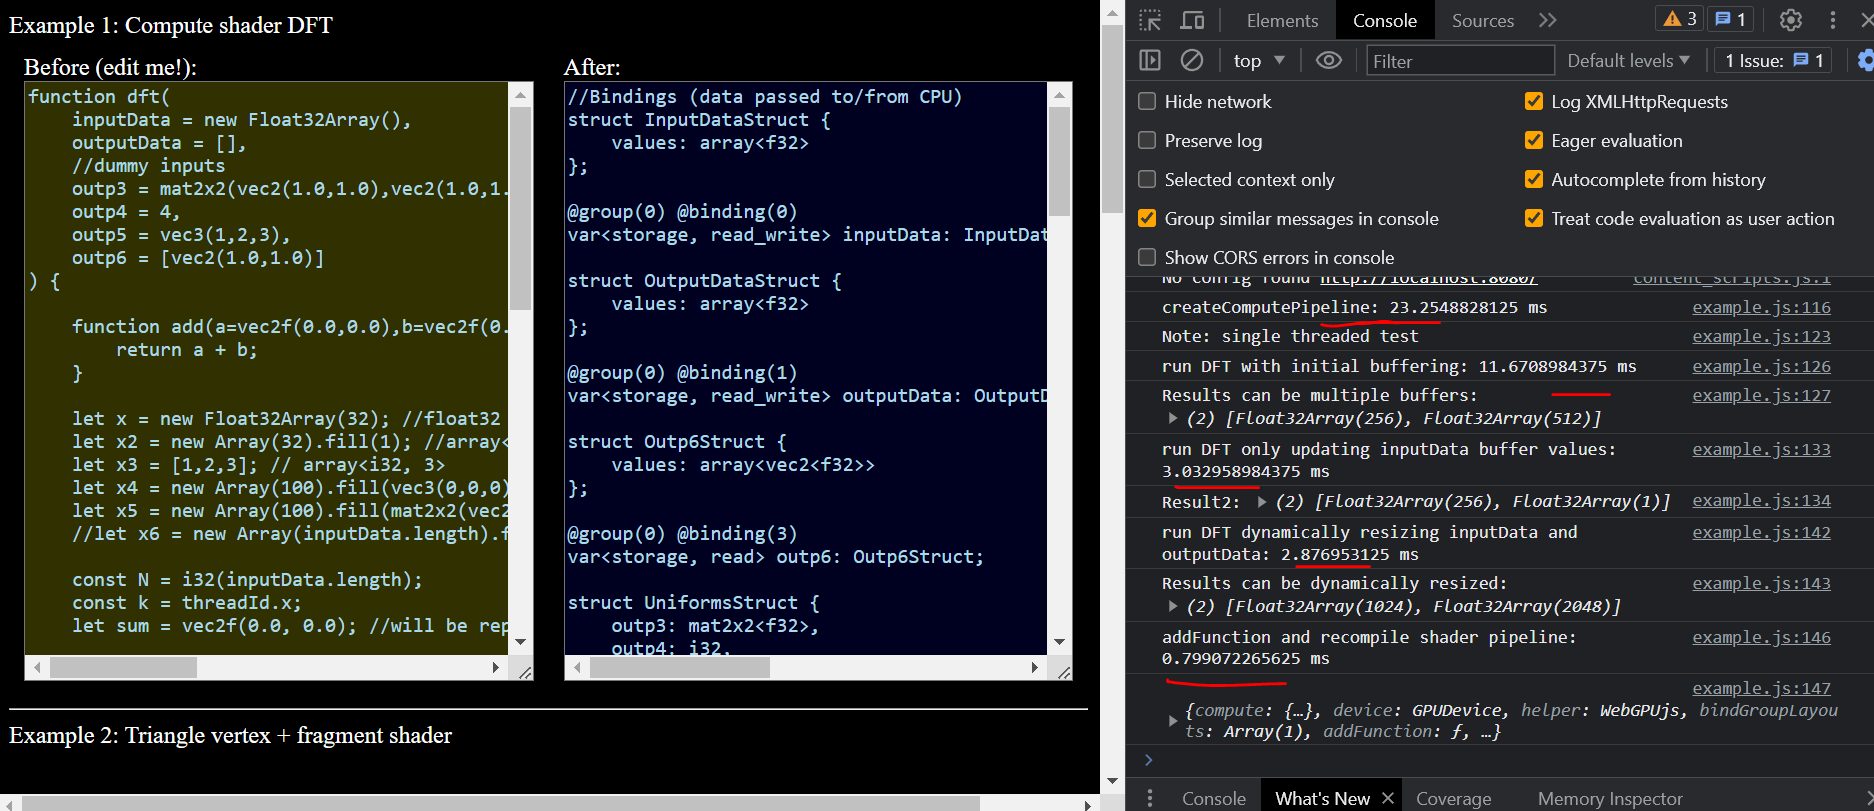 Example 1: Compute shader DFT
Before (edit me!):
function dft(
inputData = new Float32Array(),
outputData = [],
//dummy inputs
outp3 = mat2x2(vec2(1.0,1.0),vec2(1.0,1.
outp4 = 4,
outp5 = vec3(1,2,3),
outp6 = [vec2(1.0,1.0)]
) {
function add(a=vec2f(0.0,0.0),b=vec2f(0.
return a + b;
}
let x = new Float32Array(32); //float32
let x2 = new Array(32).fill(1); //array<
let x3 = [1,2,3]; // array<i32, 3>
let x4 = new Array(100).fill(vec3(0,0,0)
let x5 = new Array(100).fill(mat2x2(vec2
//let x6 = new Array(inputData.length).f
const N = i32(inputData.length);
const k = threadId.x;
let sum = vec2f(0.0, 0.0); //will be rep
After:
//Bindings (data passed to/from CPU)
struct InputDataStruct {
values: array<f32>
};
@group(0) @binding(0)
var<storage, read_write> inputData: InputDat
struct OutputDataStruct {
values: array<f32>
};
@group(0) @binding(1)
var<storage, read_write> outputData: OutputD
struct Outp6Struct {
values: array<vec2<f32>>
};
@group(0) @binding(3)
var<storage, read> outp6: Outp6Struct;
struct UniformsStruct {
outp3: mat2x2<f32>,
outp4: i32,
Example 2: Triangle vertex + fragment shader
Elements Console Sources 3 1
top Filter Default levels 1 Issue: 1
Hide network Log XMLHttpRequests
Preserve log Eager evaluation
Selected context only Autocomplete from history
Group similar messages in console Treat code evaluation as user action
Show CORS errors in console
No config found http://localhost:8080/ content_scripts.js:1
createComputePipeline: 23.2548828125 ms example.js:116
Note: single threaded test example.js:123
run DFT with initial buffering: 11.6708984375 ms example.js:126
Results can be multiple buffers: example.js:127
(2) [Float32Array(256), Float32Array(512)]
run DFT only updating inputData buffer values: example.js:133
3.032958984375 ms
Result2: (2) [Float32Array(256), Float32Array(1)] example.js:134
run DFT dynamically resizing inputData and example.js:142
outputData: 2.876953125 ms
Results can be dynamically resized: example.js:143
(2) [Float32Array(1024), Float32Array(2048)]
addFunction and recompile shader pipeline: example.js:146
0.799072265625 ms
example.js:147
{compute: {…}, device: GPUDevice, helper: WebGPUjs, bindGroupLayou
ts: Array(1), addFunction: ƒ, …}
Console What's New Coverage Memory Inspector